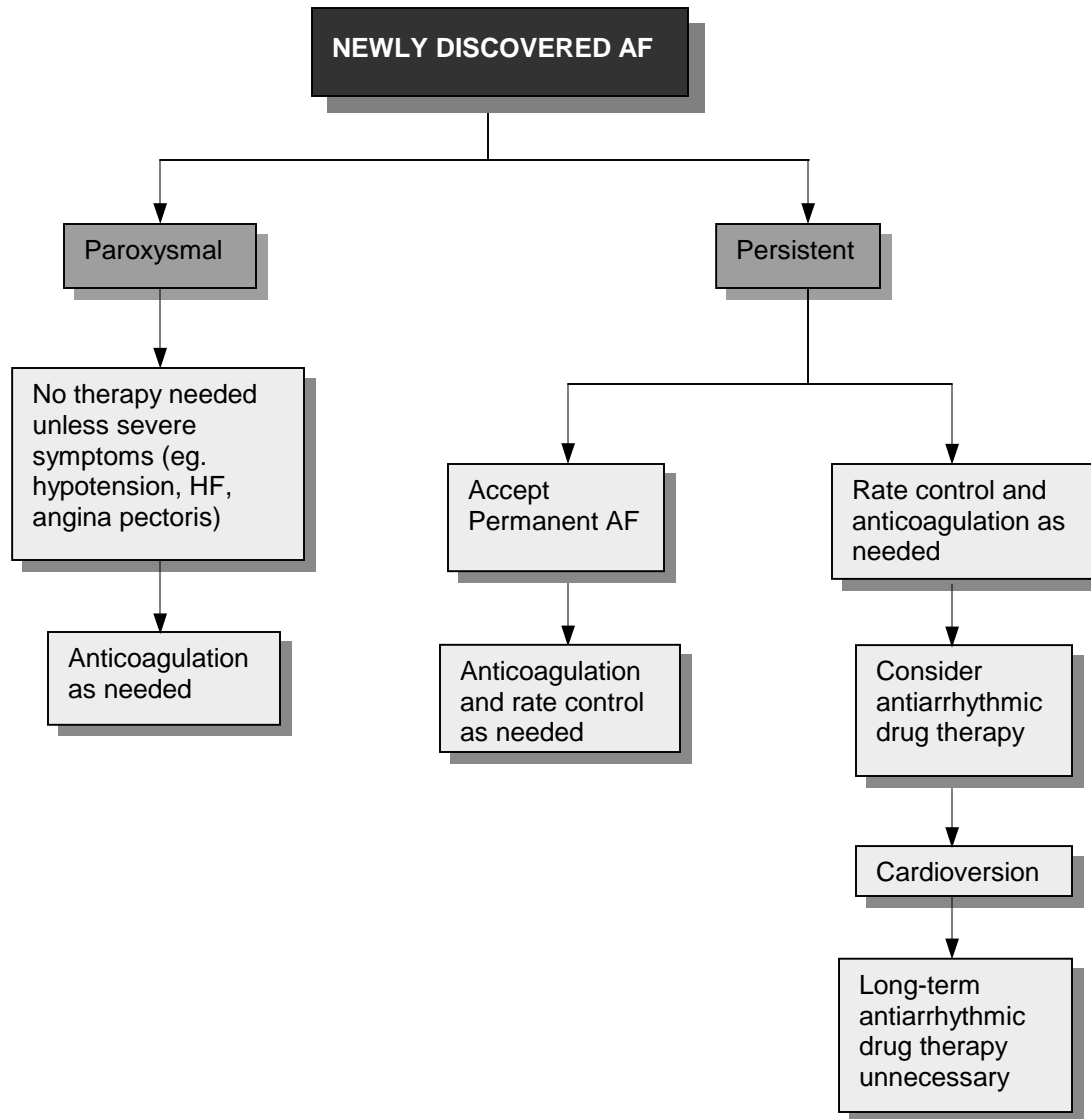 NEWLY DISCOVERED AF
Paroxysmal
Persistent
No therapy needed
unless severe
symptoms (eg.
hypotension, HF,
angina pectoris)
Accept
Permanent AF
Rate control and
anticoagulation as
needed
Anticoagulation
as needed
Anticoagulation
and rate control
as needed
Consider
antiarrhythmic
drug therapy
Cardioversion
Long-term
antiarrhythmic
drug therapy
unnecessary